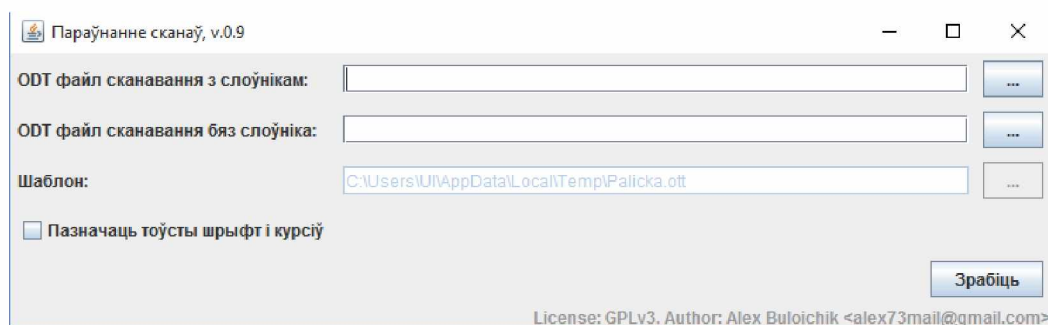 Параўнанне сканаў, v.0.9
ODT файл сканавання з слоўнікам:
...
ODT файл сканавання бяз слоўніка:
...
Шаблон:
C:\Users\UI\AppData\Local\Temp\Palicka.ott
...
Пазначаць тоўсты шрыфт і курсіў
Зрабіць
License: GPLv3. Author: Alex Buloichik <alex73mail@gmail.com>